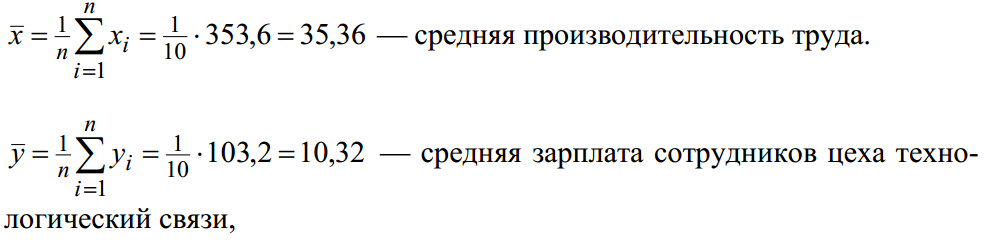 x̄ = 1/n ∑_{i=1}^{n} x_i = 1/10 · 353,6 = 35,36 — средняя производительность труда.
ȳ = 1/n ∑_{i=1}^{n} y_i = 1/10 · 103,2 = 10,32 — средняя зарплата сотрудников цеха техно-
логический связи,